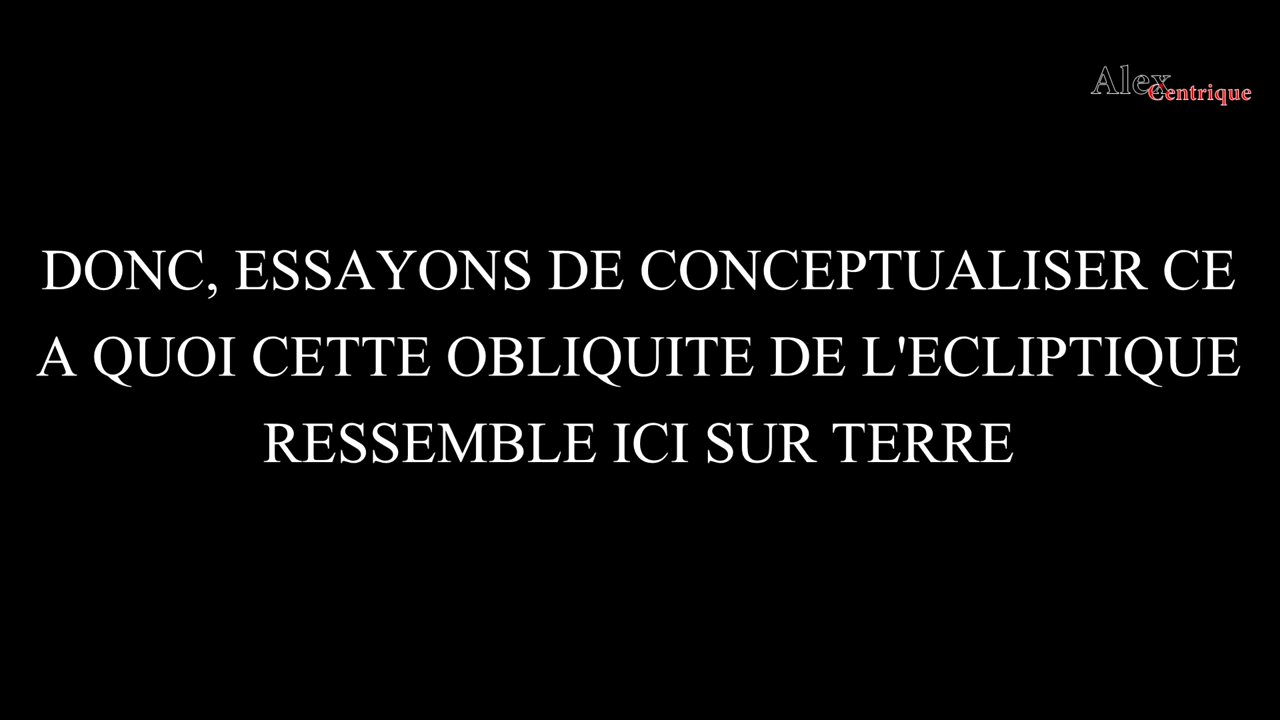 Alex
Centrique
DONC, ESSAYONS DE CONCEPTUALISER CE
A QUOI CETTE OBLIQUITE DE L'ECLIPTIQUE
RESSEMBLE ICI SUR TERRE